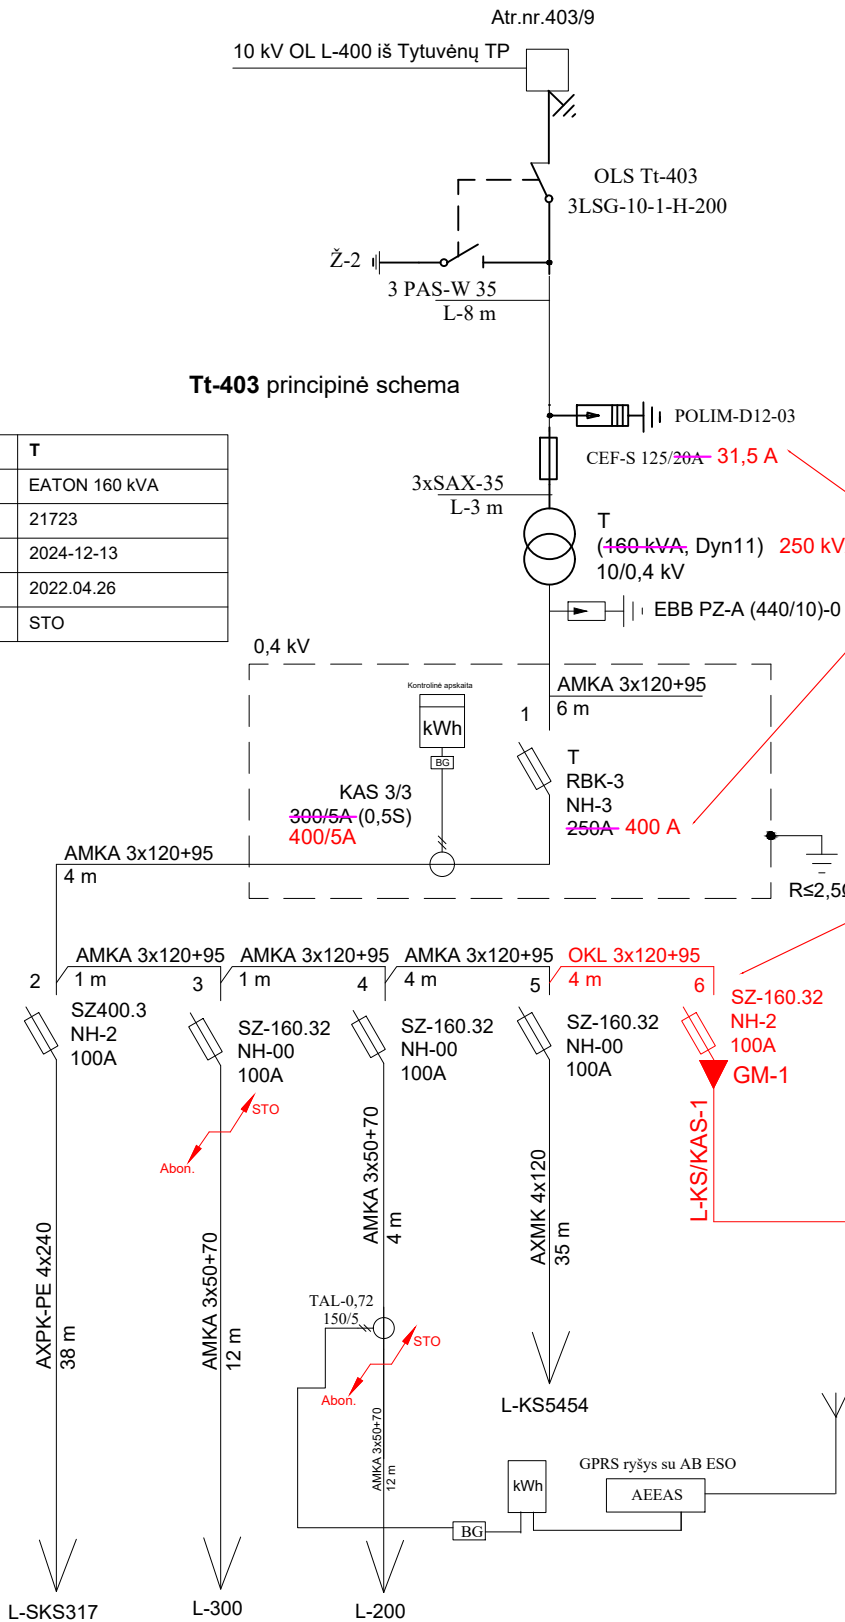 Atr.nr.403/9
10 kV OL L-400 iš Tytuvėnų TP
OLS Tt-403
3LSG-10-1-H-200
Ž-2
3 PAS-W 35
L-8 m
Tt-403 principinė schema
POLIM-D12-03
CEF-S 125/20A 31,5 A
T
EATON 160 kVA
21723
2024-12-13
2022.04.26
STO
3xSAX-35
L-3 m
T
(160 kVA, Dyn11) 250 kV
10/0,4 kV
EBB PZ-A (440/10)-0
0,4 kV
Kontrolinė apskaita
kWh
BG
AMKA 3x120+95
6 m
1
T
RBK-3
NH-3
250A 400 A
KAS 3/3
300/5A (0,5S)
400/5A
AMKA 3x120+95
4 m
R≤2,5Ω
AMKA 3x120+95
1 m
AMKA 3x120+95
1 m
AMKA 3x120+95
4 m
OKL 3x120+95
4 m
2
SZ400.3
NH-2
100A
3
SZ-160.32
NH-00
100A
4
SZ-160.32
NH-00
100A
5
SZ-160.32
NH-00
100A
6
SZ-160.32
NH-2
100A
GM-1
STO
Abon.
L-KS/KAS-1
AXPK-PE 4x240
38 m
AMKA 3x50+70
12 m
AMKA 3x50+70
4 m
AXMK 4x120
35 m
TAL-0,72
150/5
STO
Abon.
AMKA 3x50+70
12 m
L-KS5454
GPRS ryšys su AB ESO
kWh
AEEAS
BG
L-SKS317
L-300
L-200